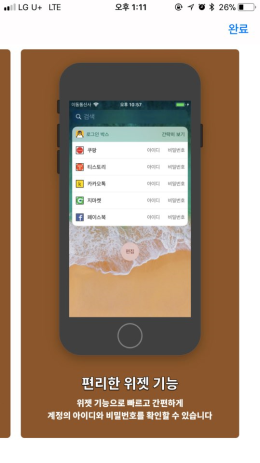 LG U+ LTE 오후 1:11 26%
완료
이동통신사 오후 10:57
검색
로그인 박스 간략히 보기
쿠팡 아이디 비밀번호
티스토리 아이디 비밀번호
카카오톡 아이디 비밀번호
지마켓 아이디 비밀번호
페이스북 아이디 비밀번호
편집
편리한 위젯 기능
위젯 기능으로 빠르고 간편하게
계정의 아이디와 비밀번호를 확인할 수 있습니다